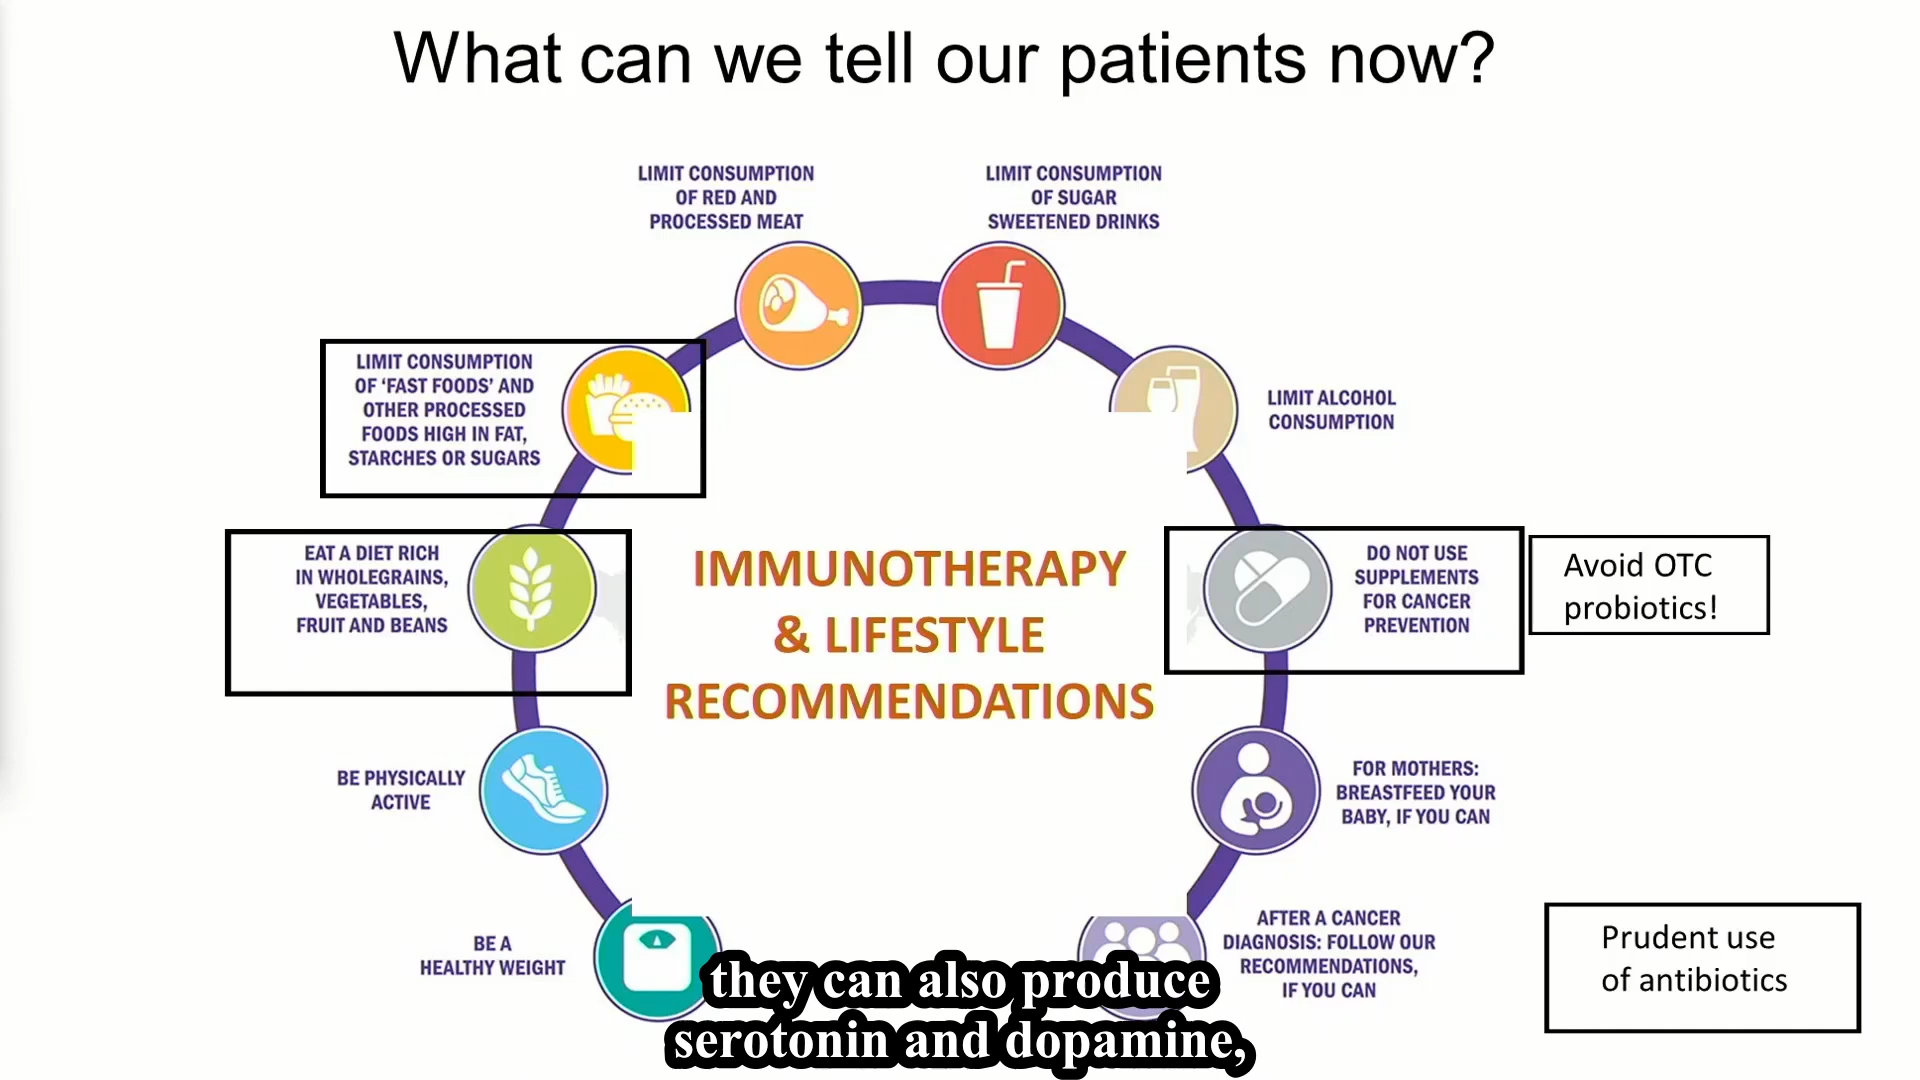 What can we tell our patients now?
LIMIT CONSUMPTION
OF RED AND
PROCESSED MEAT
LIMIT CONSUMPTION
OF SUGAR
SWEETENED DRINKS
LIMIT CONSUMPTION
OF ‘FAST FOODS’ AND
OTHER PROCESSED
FOODS HIGH IN FAT,
STARCHES OR SUGARS
LIMIT ALCOHOL
CONSUMPTION
EAT A DIET RICH
IN WHOLEGRAINS,
VEGETABLES,
FRUIT AND BEANS
IMMUNOTHERAPY
& LIFESTYLE
RECOMMENDATIONS
DO NOT USE
SUPPLEMENTS
FOR CANCER
PREVENTION
Avoid OTC
probiotics!
BE PHYSICALLY
ACTIVE
FOR MOTHERS:
BREASTFEED YOUR
BABY, IF YOU CAN
BE A
HEALTHY WEIGHT
AFTER A CANCER
DIAGNOSIS: FOLLOW OUR
RECOMMENDATIONS,
IF YOU CAN
Prudent use
of antibiotics
they can also produce
serotonin and dopamine,